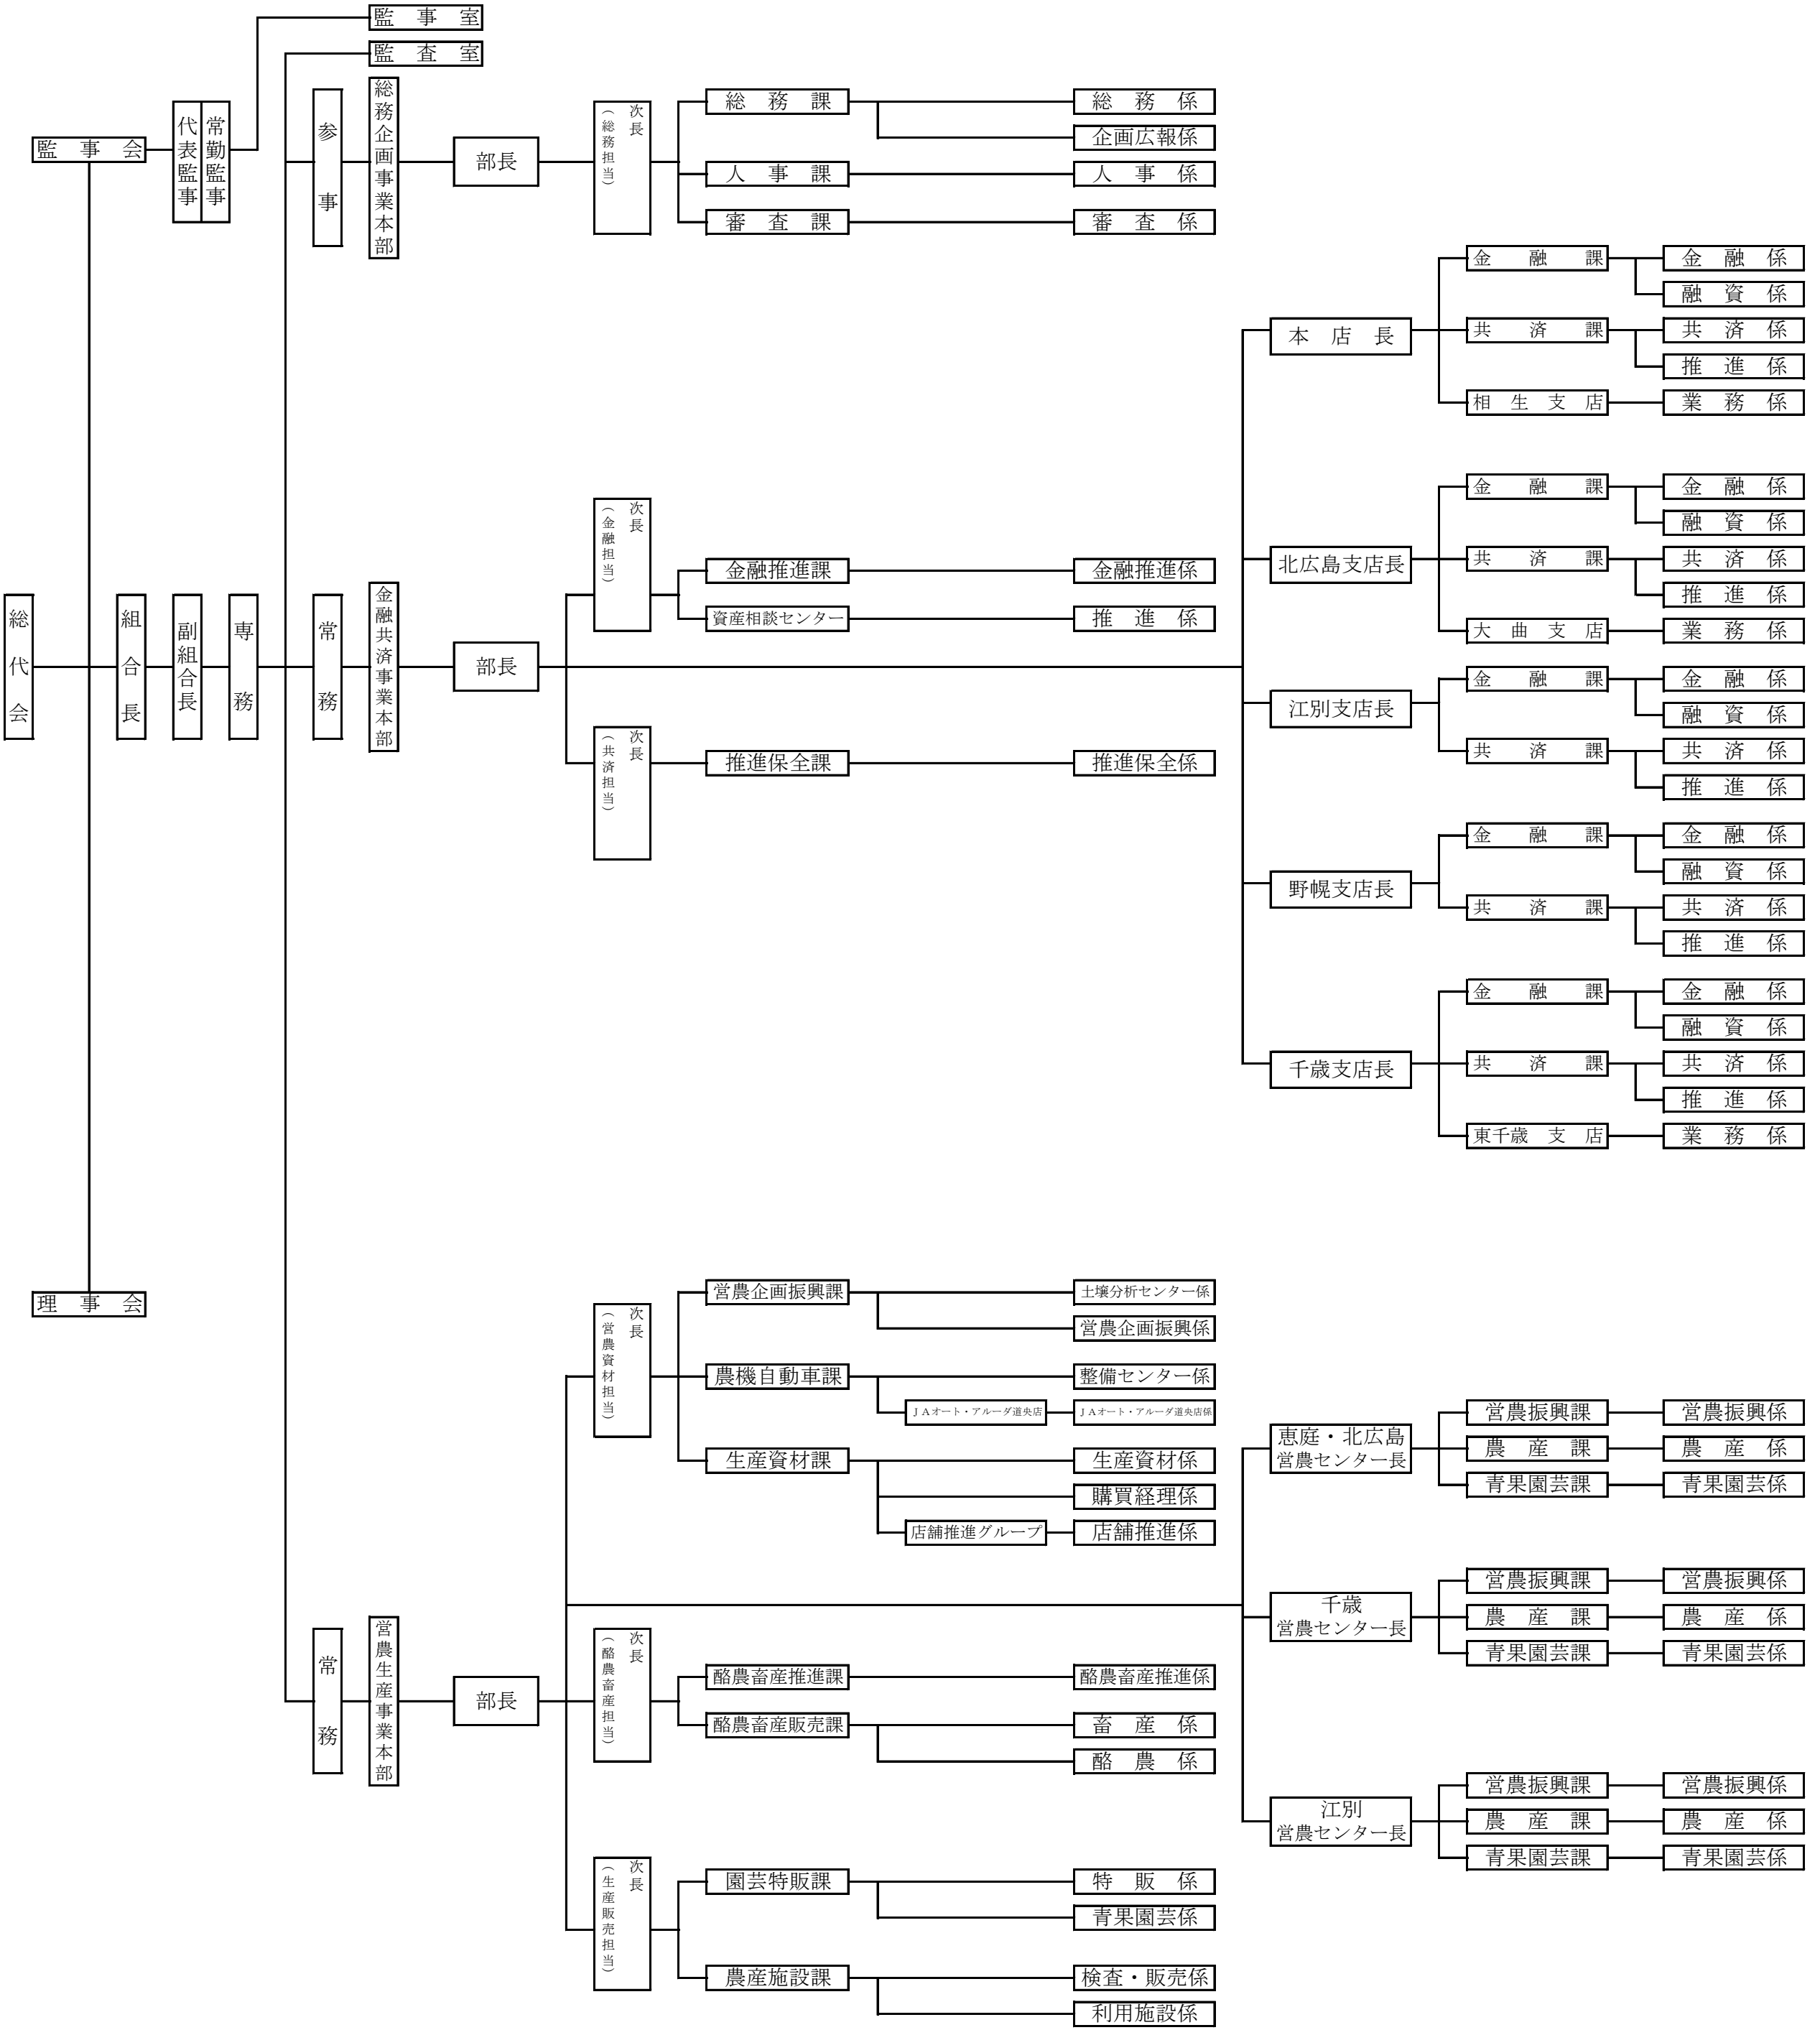 監事室
監査室
監事会
代表監事
常勤監事
参事
総務企画事業本部
部長
次長
（総務担当）
総務課
総務係
企画広報係
人事課
人事係
審査課
審査係
総代会
組合長
副組合長
専務
常務
金融共済事業本部
部長
次長
（金融担当）
金融推進課
金融推進係
資産相談センター
推進係
次長
（共済担当）
推進保全課
推進保全係
本店長
金融課
金融係
融資係
共済課
共済係
推進係
相生支店
業務係
北広島支店長
金融課
金融係
融資係
共済課
共済係
推進係
大曲支店
業務係
江別支店長
金融課
金融係
融資係
共済課
共済係
推進係
野幌支店長
金融課
金融係
融資係
共済課
共済係
推進係
千歳支店長
金融課
金融係
融資係
共済課
共済係
推進係
東千歳支店
業務係
理事会
常務
営農生産事業本部
部長
次長
（営農資材担当）
営農企画振興課
土壌分析センター係
営農企画振興係
農機自動車課
整備センター係
ＪＡオート・アルーダ道央店
ＪＡオート・アルーダ道央店係
生産資材課
生産資材係
購買経理係
店舗推進グループ
店舗推進係
次長
（酪農畜産担当）
酪農畜産推進課
酪農畜産推進係
酪農畜産販売課
畜産係
酪農係
次長
（生産販売担当）
園芸特販課
特販係
青果園芸係
農産施設課
検査・販売係
利用施設係
恵庭・北広島
営農センター長
営農振興課
営農振興係
農産課
農産係
青果園芸課
青果園芸係
千歳
営農センター長
営農振興課
営農振興係
農産課
農産係
青果園芸課
青果園芸係
江別
営農センター長
営農振興課
営農振興係
農産課
農産係
青果園芸課
青果園芸係